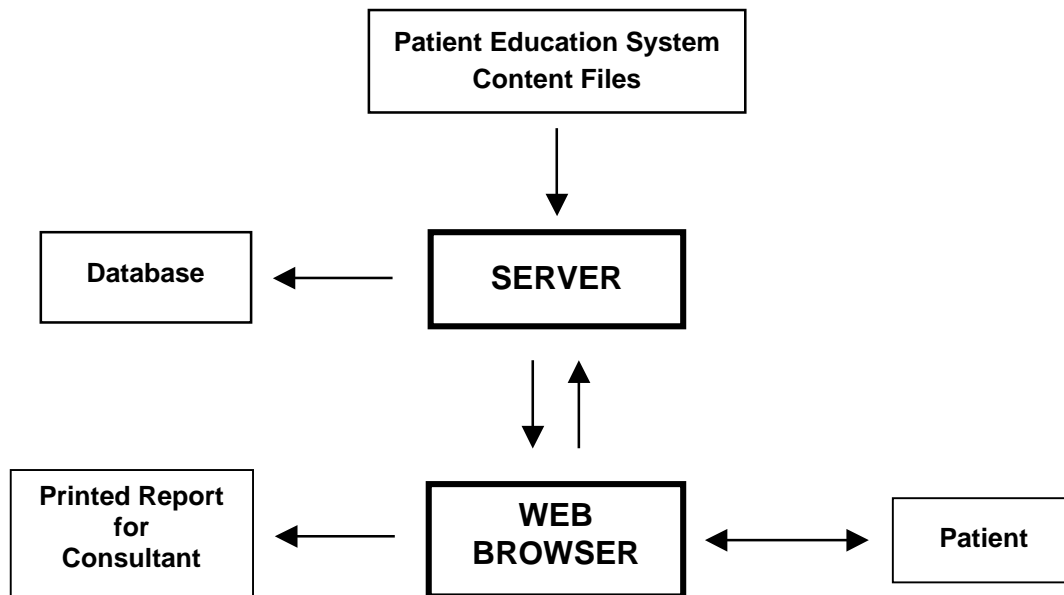 Patient Education System
Content Files
Database
SERVER
Printed Report
for
Consultant
WEB
BROWSER
Patient